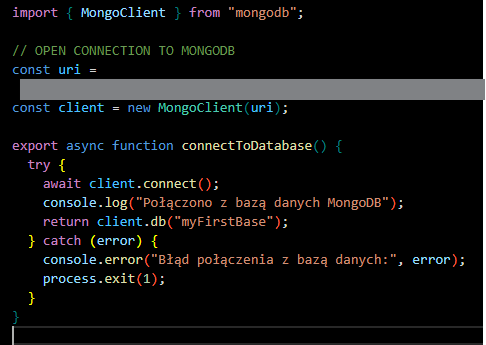 import { MongoClient } from "mongodb";
// OPEN CONNECTION TO MONGODB
const uri =
const client = new MongoClient(uri);
export async function connectToDatabase() {
try {
await client.connect();
console.log("Połączono z bazą danych MongoDB");
return client.db("myFirstBase");
} catch (error) {
console.error("Błąd połączenia z bazą danych:", error);
process.exit(1);
}
}